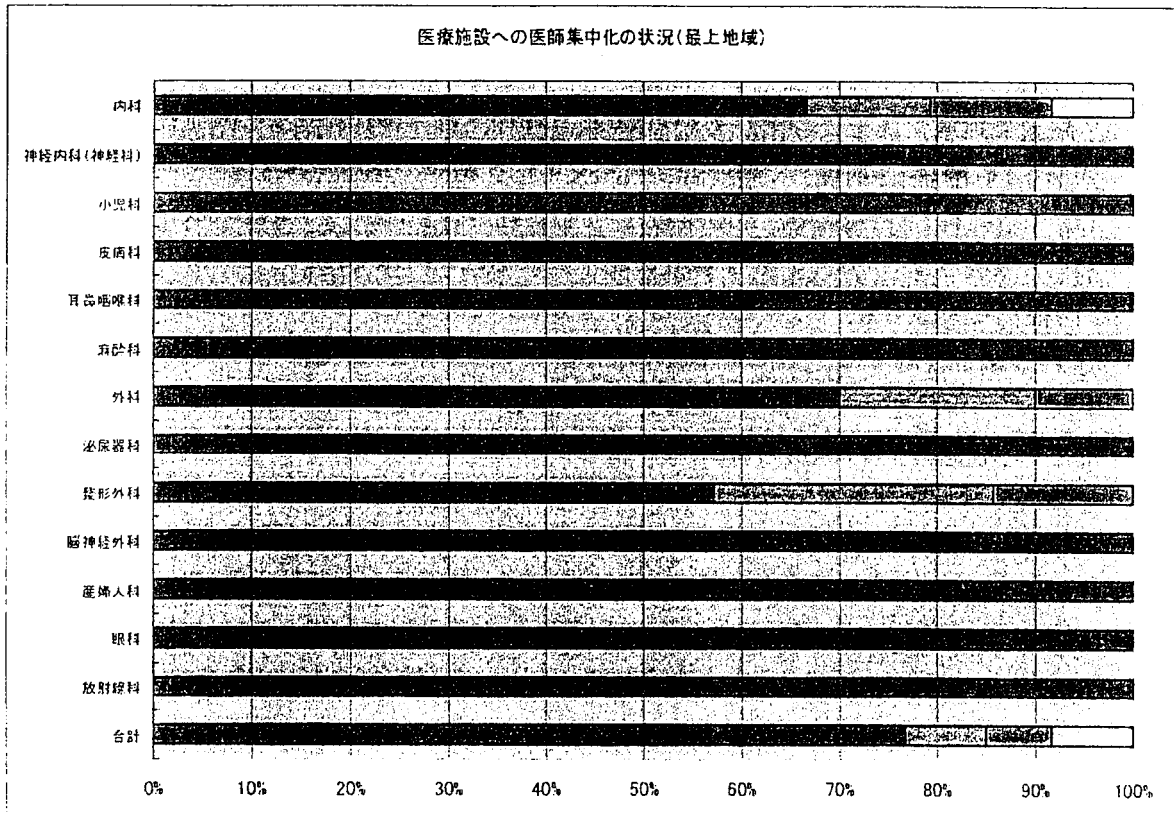 医療施設への医師集中化の状況(最上地域)
内科
神経内科(神経科)
小児科
皮膚科
耳鼻咽喉科
麻酔科
外科
泌尿器科
整形外科
脳神経外科
産婦人科
眼科
放射線科
合計
0% 10% 20% 30% 40% 50% 60% 70% 80% 90% 100%